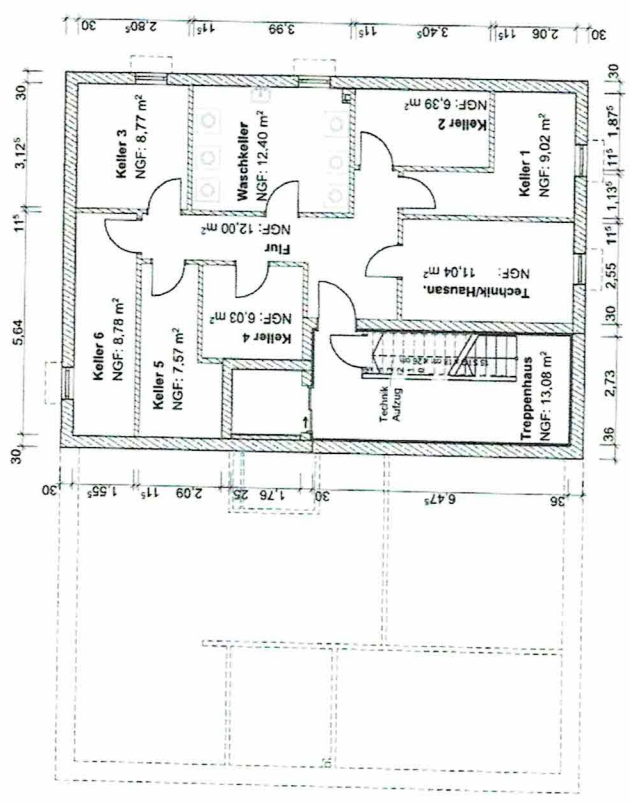 30
2,80⁵
11⁵
3,99
11⁵
3,40⁵
11⁵
2,06
30
30
3,12⁵
11⁵
5,64
30
Keller 3
NGF: 8,77 m²
Waschkeller
NGF: 12,40 m²
Keller 2
NGF: 6,39 m²
Keller 1
NGF: 9,02 m²
Flur
NGF: 12,00 m²
Technik/Hausan.
NGF: 11,04 m²
Keller 6
NGF: 8,78 m²
Keller 5
NGF: 7,57 m²
Keller 4
NGF: 6,03 m²
Technik
Aufzug
Treppenhaus
NGF: 13,08 m²
30
1,87⁵
11⁵
1,13⁵
11⁵
2,55
30
2,73
36
30
1,55⁵
11⁵
2,09
25
1,76
30
6,47⁵
36